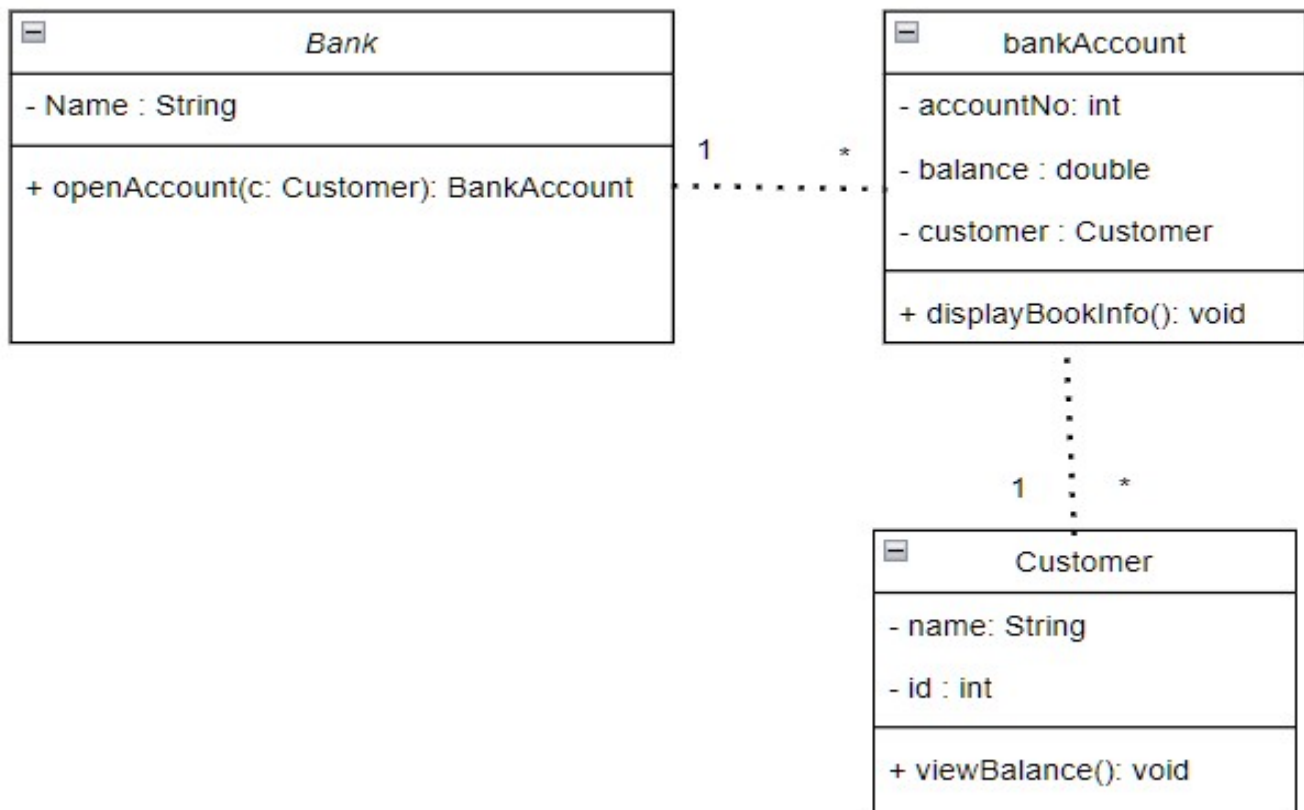 Bank
- Name : String
+ openAccount(c: Customer): BankAccount
1 *
bankAccount
- accountNo: int
- balance : double
- customer : Customer
+ displayBookInfo(): void
1 *
Customer
- name: String
- id : int
+ viewBalance(): void